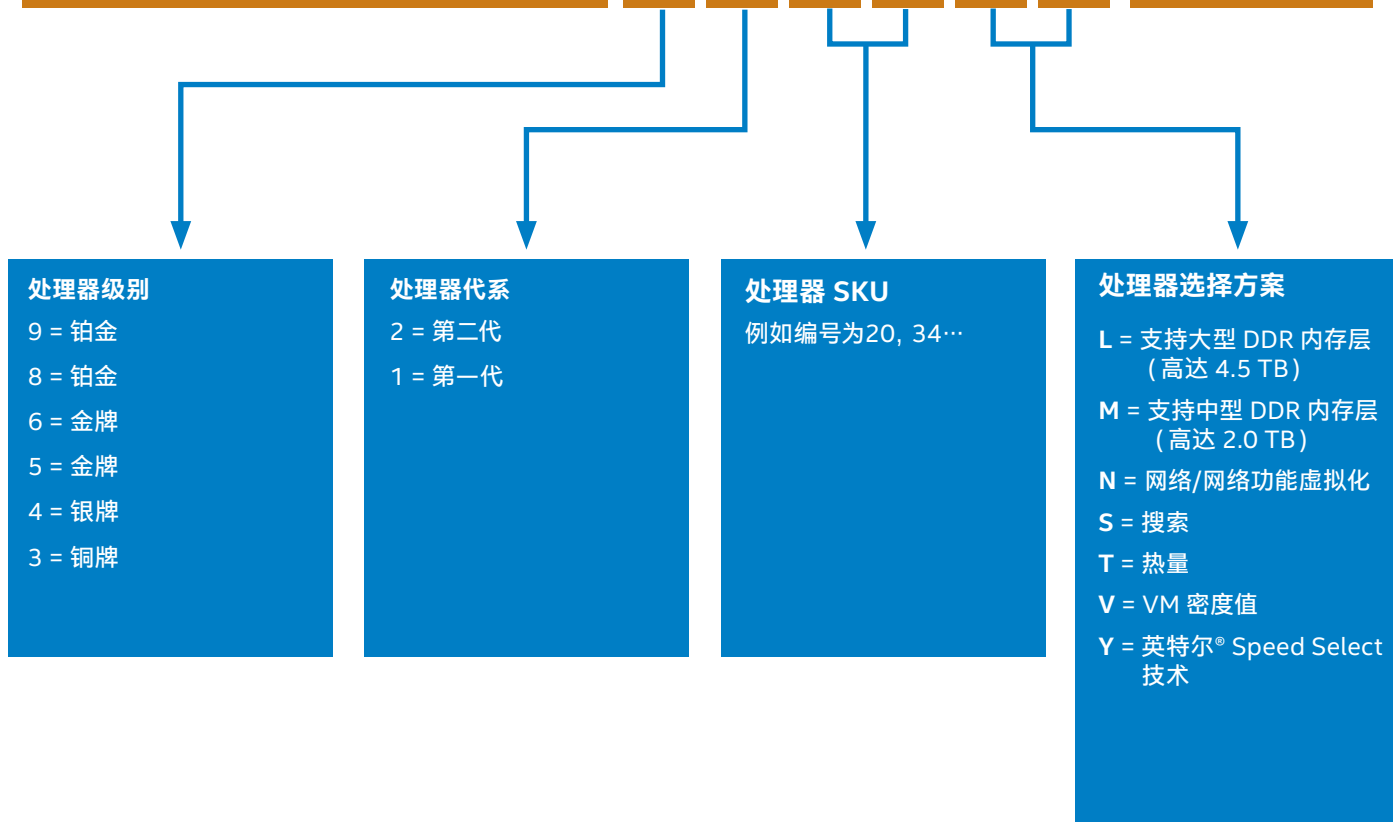 处理器级别
9 = 铂金
8 = 铂金
6 = 金牌
5 = 金牌
4 = 银牌
3 = 铜牌
处理器代系
2 = 第二代
1 = 第一代
处理器 SKU
例如编号为20, 34…
处理器选择方案
L = 支持大型 DDR 内存层
(高达 4.5 TB)
M = 支持中型 DDR 内存层
(高达 2.0 TB)
N = 网络/网络功能虚拟化
S = 搜索
T = 热量
V = VM 密度值
Y = 英特尔® Speed Select
技术